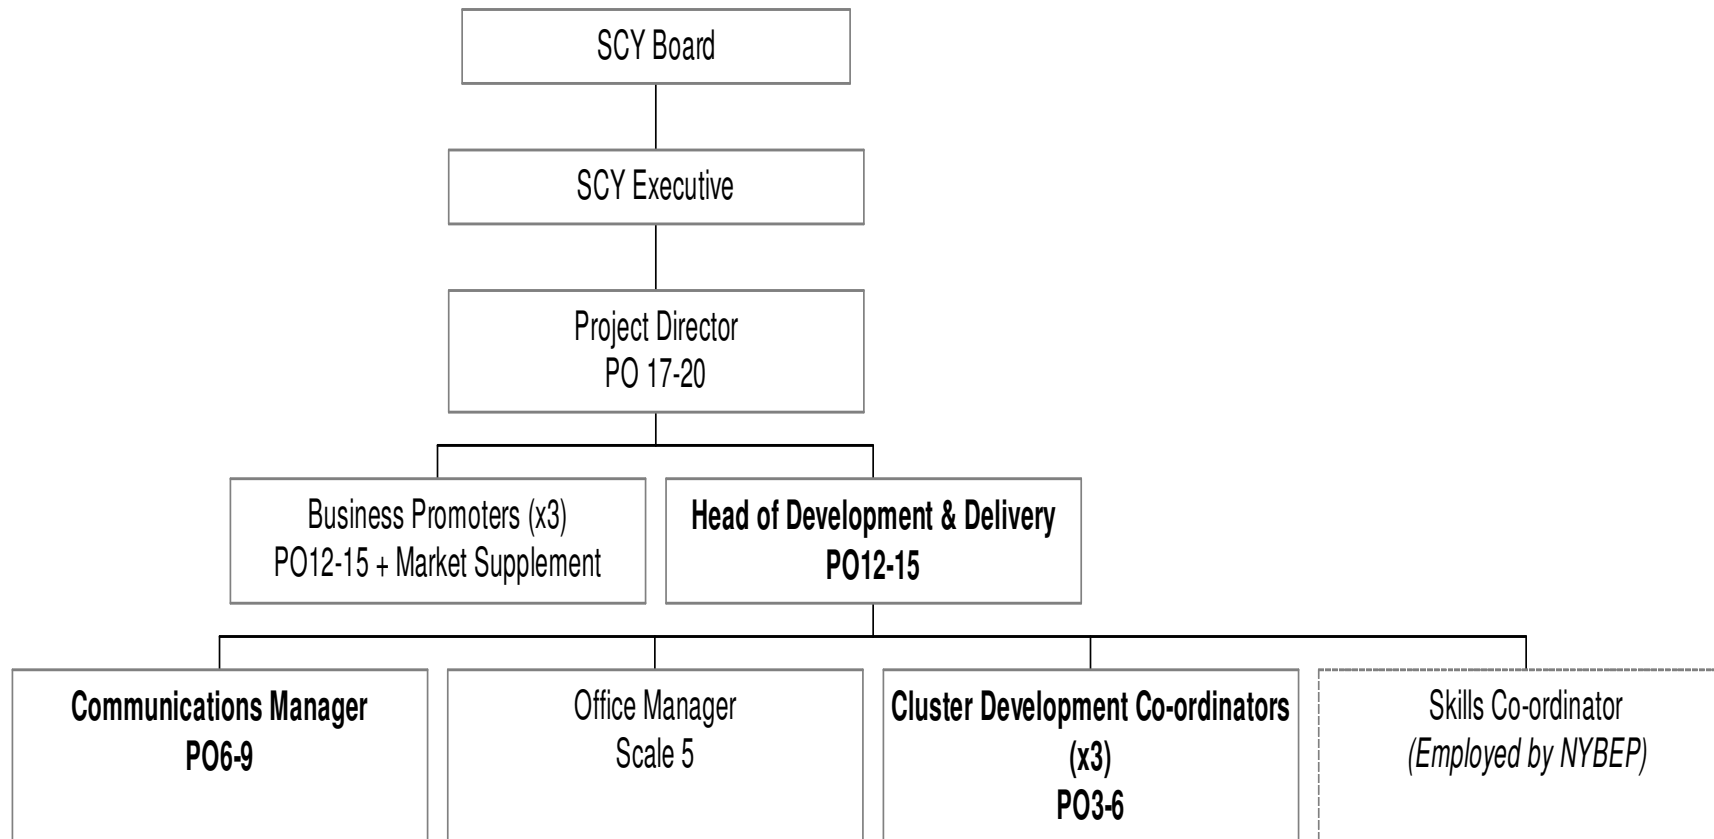 SCY Board
SCY Executive
Project Director
PO 17-20
Business Promoters (x3)
PO12-15 + Market Supplement
Head of Development & Delivery
PO12-15
Communications Manager
PO6-9
Office Manager
Scale 5
Cluster Development Co-ordinators
(x3)
PO3-6
Skills Co-ordinator
(Employed by NYBEP)